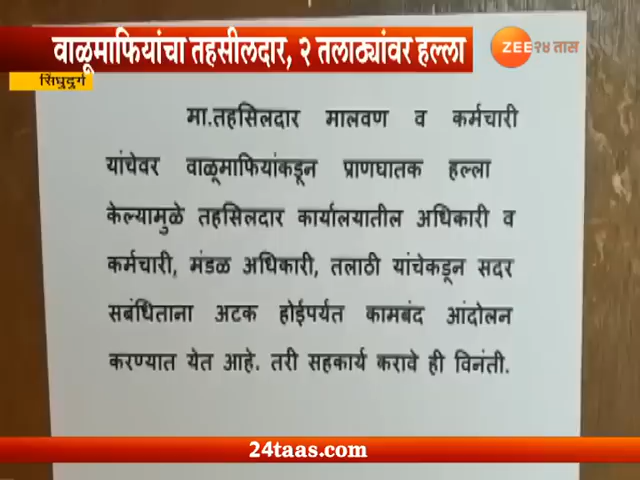 वाळूमाफियांचा तहसीलदार, २ तलाठ्यांवर हल्ला
ZEE २४ तास
सिंधुदुर्ग
मा.तहसिलदार मालवण व कर्मचारी
यांचेवर वाळूमाफियांकडून प्राणघातक हल्ला
केल्यामुळे तहसिलदार कार्यालयातील अधिकारी व
कर्मचारी, मंडळ अधिकारी, तलाठी यांचेकडून सदर
सबंधिताना अटक होईपर्यत कामबंद आंदोलन
करण्यात येत आहे. तरी सहकार्य करावे ही विनंती.
24taas.com